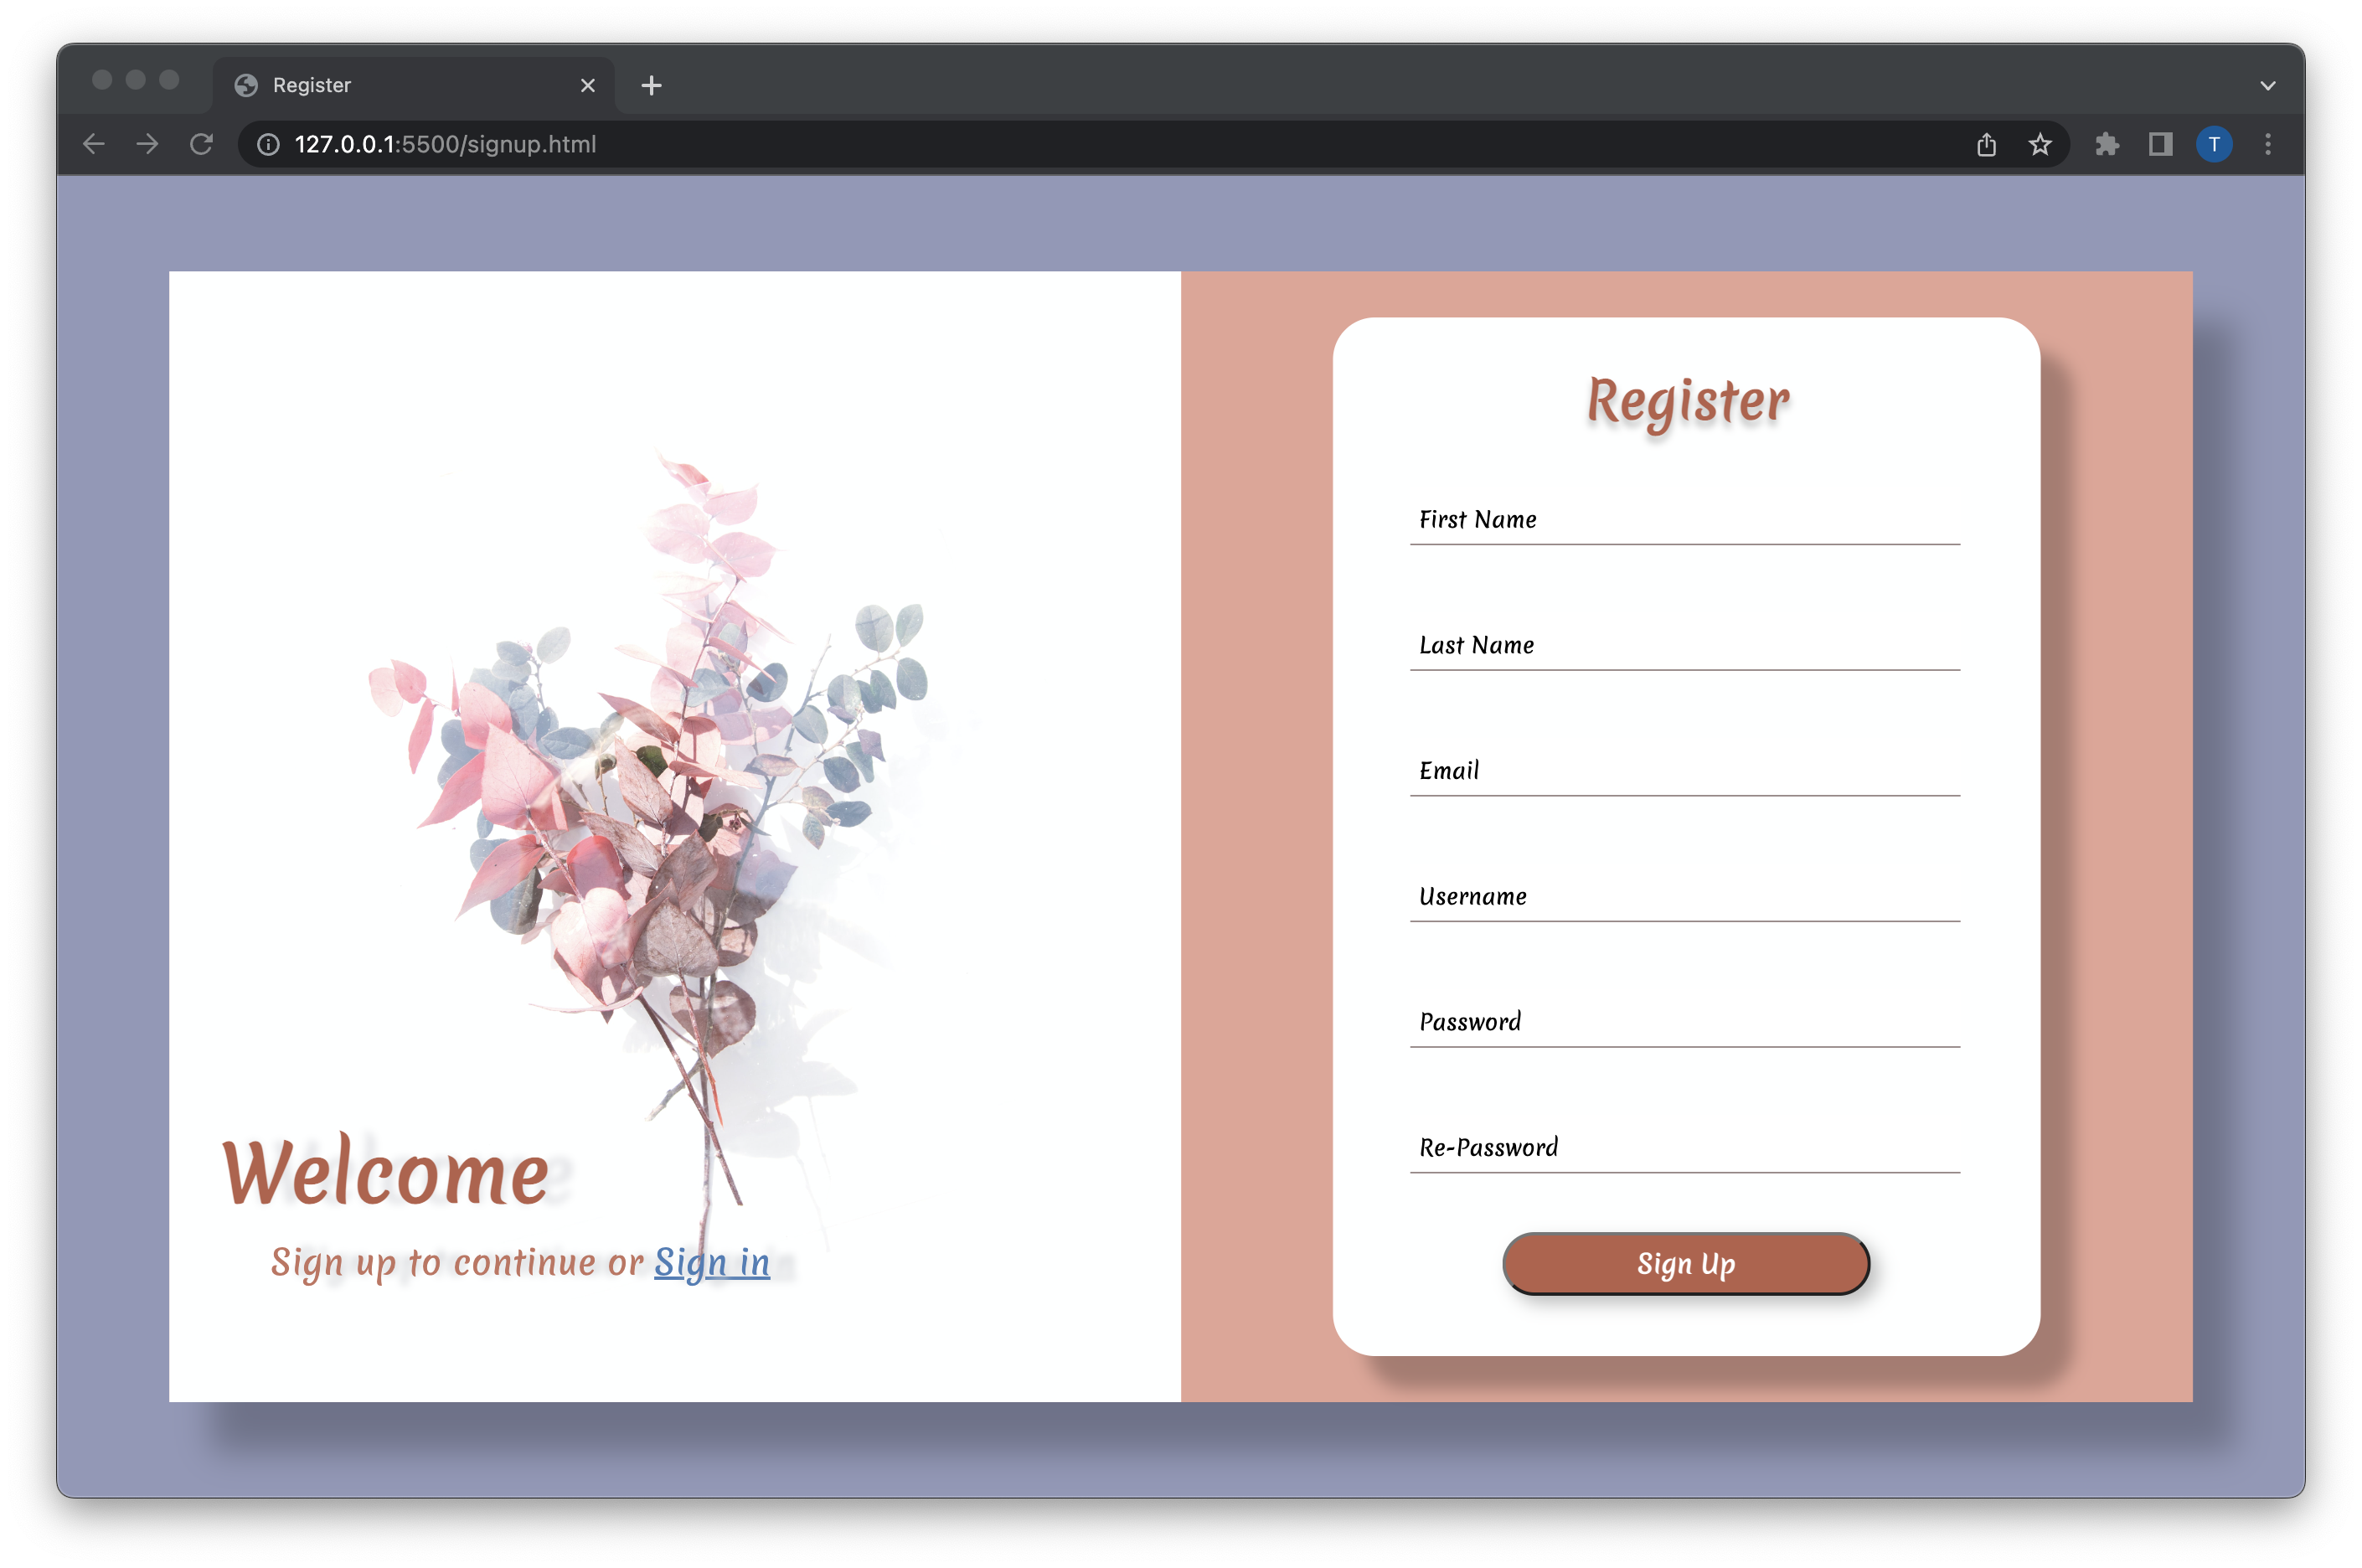 Register
127.0.0.1:5500/signup.html
T
Welcome
Sign up to continue or Sign in
Register
First Name
Last Name
Email
Username
Password
Re-Password
Sign Up